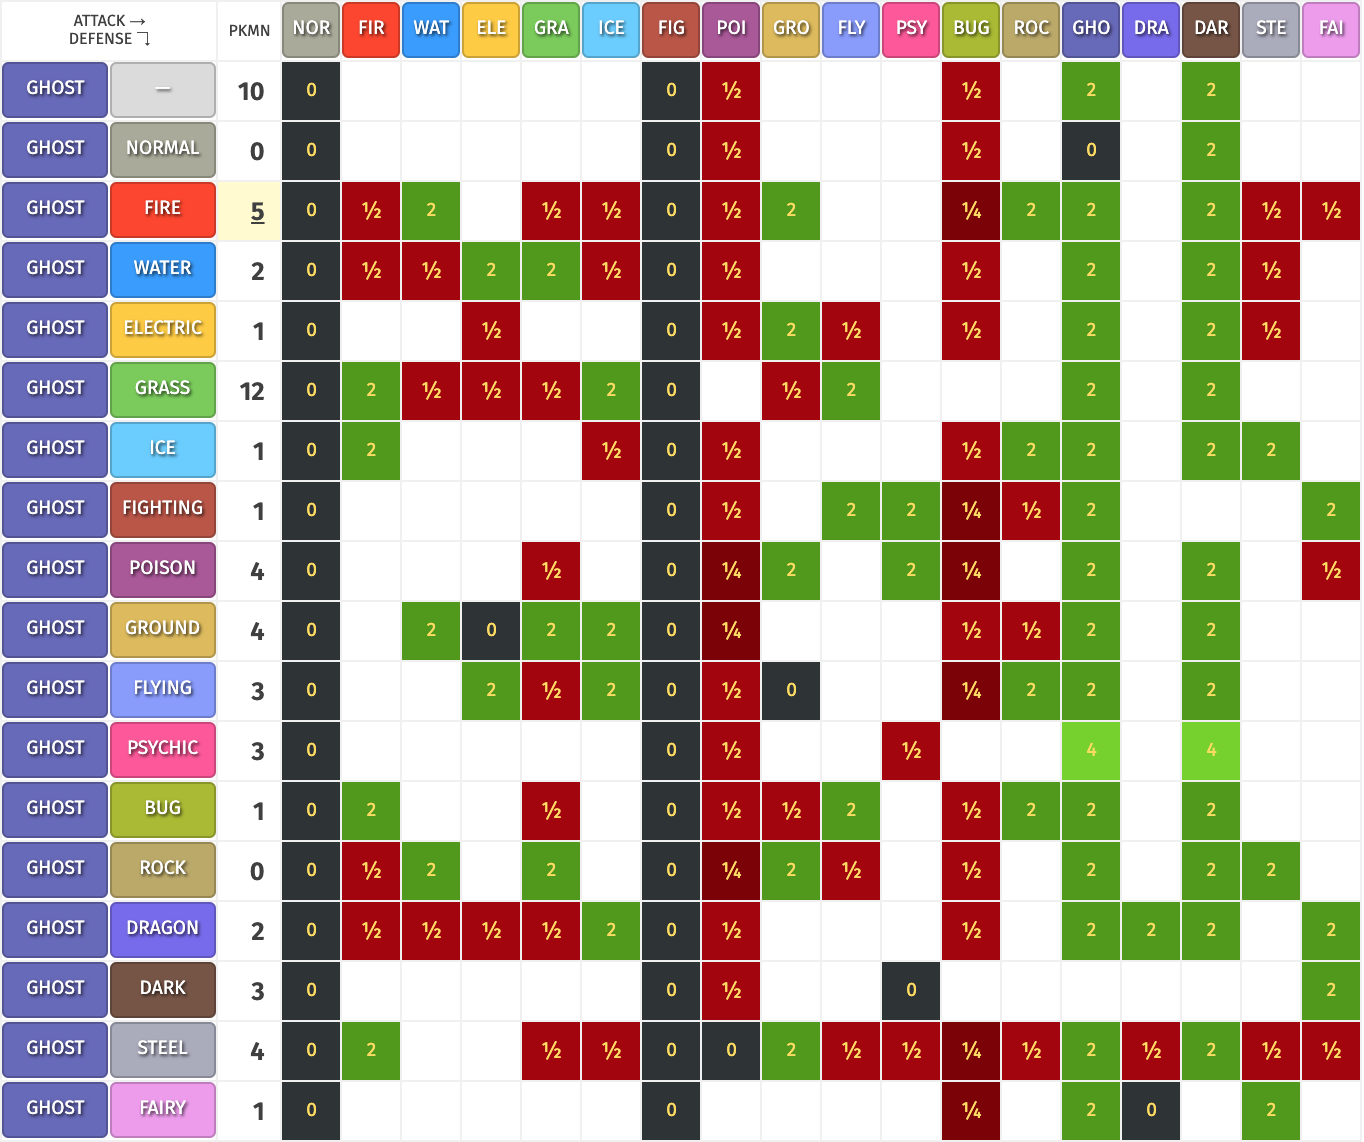 ATTACK →
DEFENSE ↴ PKMN NOR FIR WAT ELE GRA ICE FIG POI GRO FLY PSY BUG ROC GHO DRA DAR STE FAI
GHOST — 10 0 0 ½ ½ 2 2
GHOST NORMAL 0 0 0 ½ ½ 0 2
GHOST FIRE 5 0 ½ 2 ½ ½ 0 ½ 2 ¼ 2 2 2 ½ ½
GHOST WATER 2 0 ½ ½ 2 2 ½ 0 ½ ½ 2 2 ½
GHOST ELECTRIC 1 0 ½ 0 ½ 2 ½ ½ 2 2 ½
GHOST GRASS 12 0 2 ½ ½ ½ 2 0 ½ 2 2 2
GHOST ICE 1 0 2 ½ 0 ½ ½ 2 2 2 2
GHOST FIGHTING 1 0 0 ½ 2 2 ¼ ½ 2 2
GHOST POISON 4 0 ½ 0 ¼ 2 2 ¼ 2 2 ½
GHOST GROUND 4 0 2 0 2 2 0 ¼ ½ ½ 2 2
GHOST FLYING 3 0 2 ½ 2 0 ½ 0 ¼ 2 2 2
GHOST PSYCHIC 3 0 0 ½ ½ 4 4
GHOST BUG 1 0 2 ½ 0 ½ ½ 2 ½ 2 2 2
GHOST ROCK 0 0 ½ 2 2 0 ¼ 2 ½ ½ 2 2 2
GHOST DRAGON 2 0 ½ ½ ½ ½ 2 0 ½ ½ 2 2 2 2
GHOST DARK 3 0 0 ½ 0 2
GHOST STEEL 4 0 2 ½ ½ 0 0 2 ½ ½ ¼ ½ 2 ½ 2 ½ ½
GHOST FAIRY 1 0 0 ¼ 2 0 2